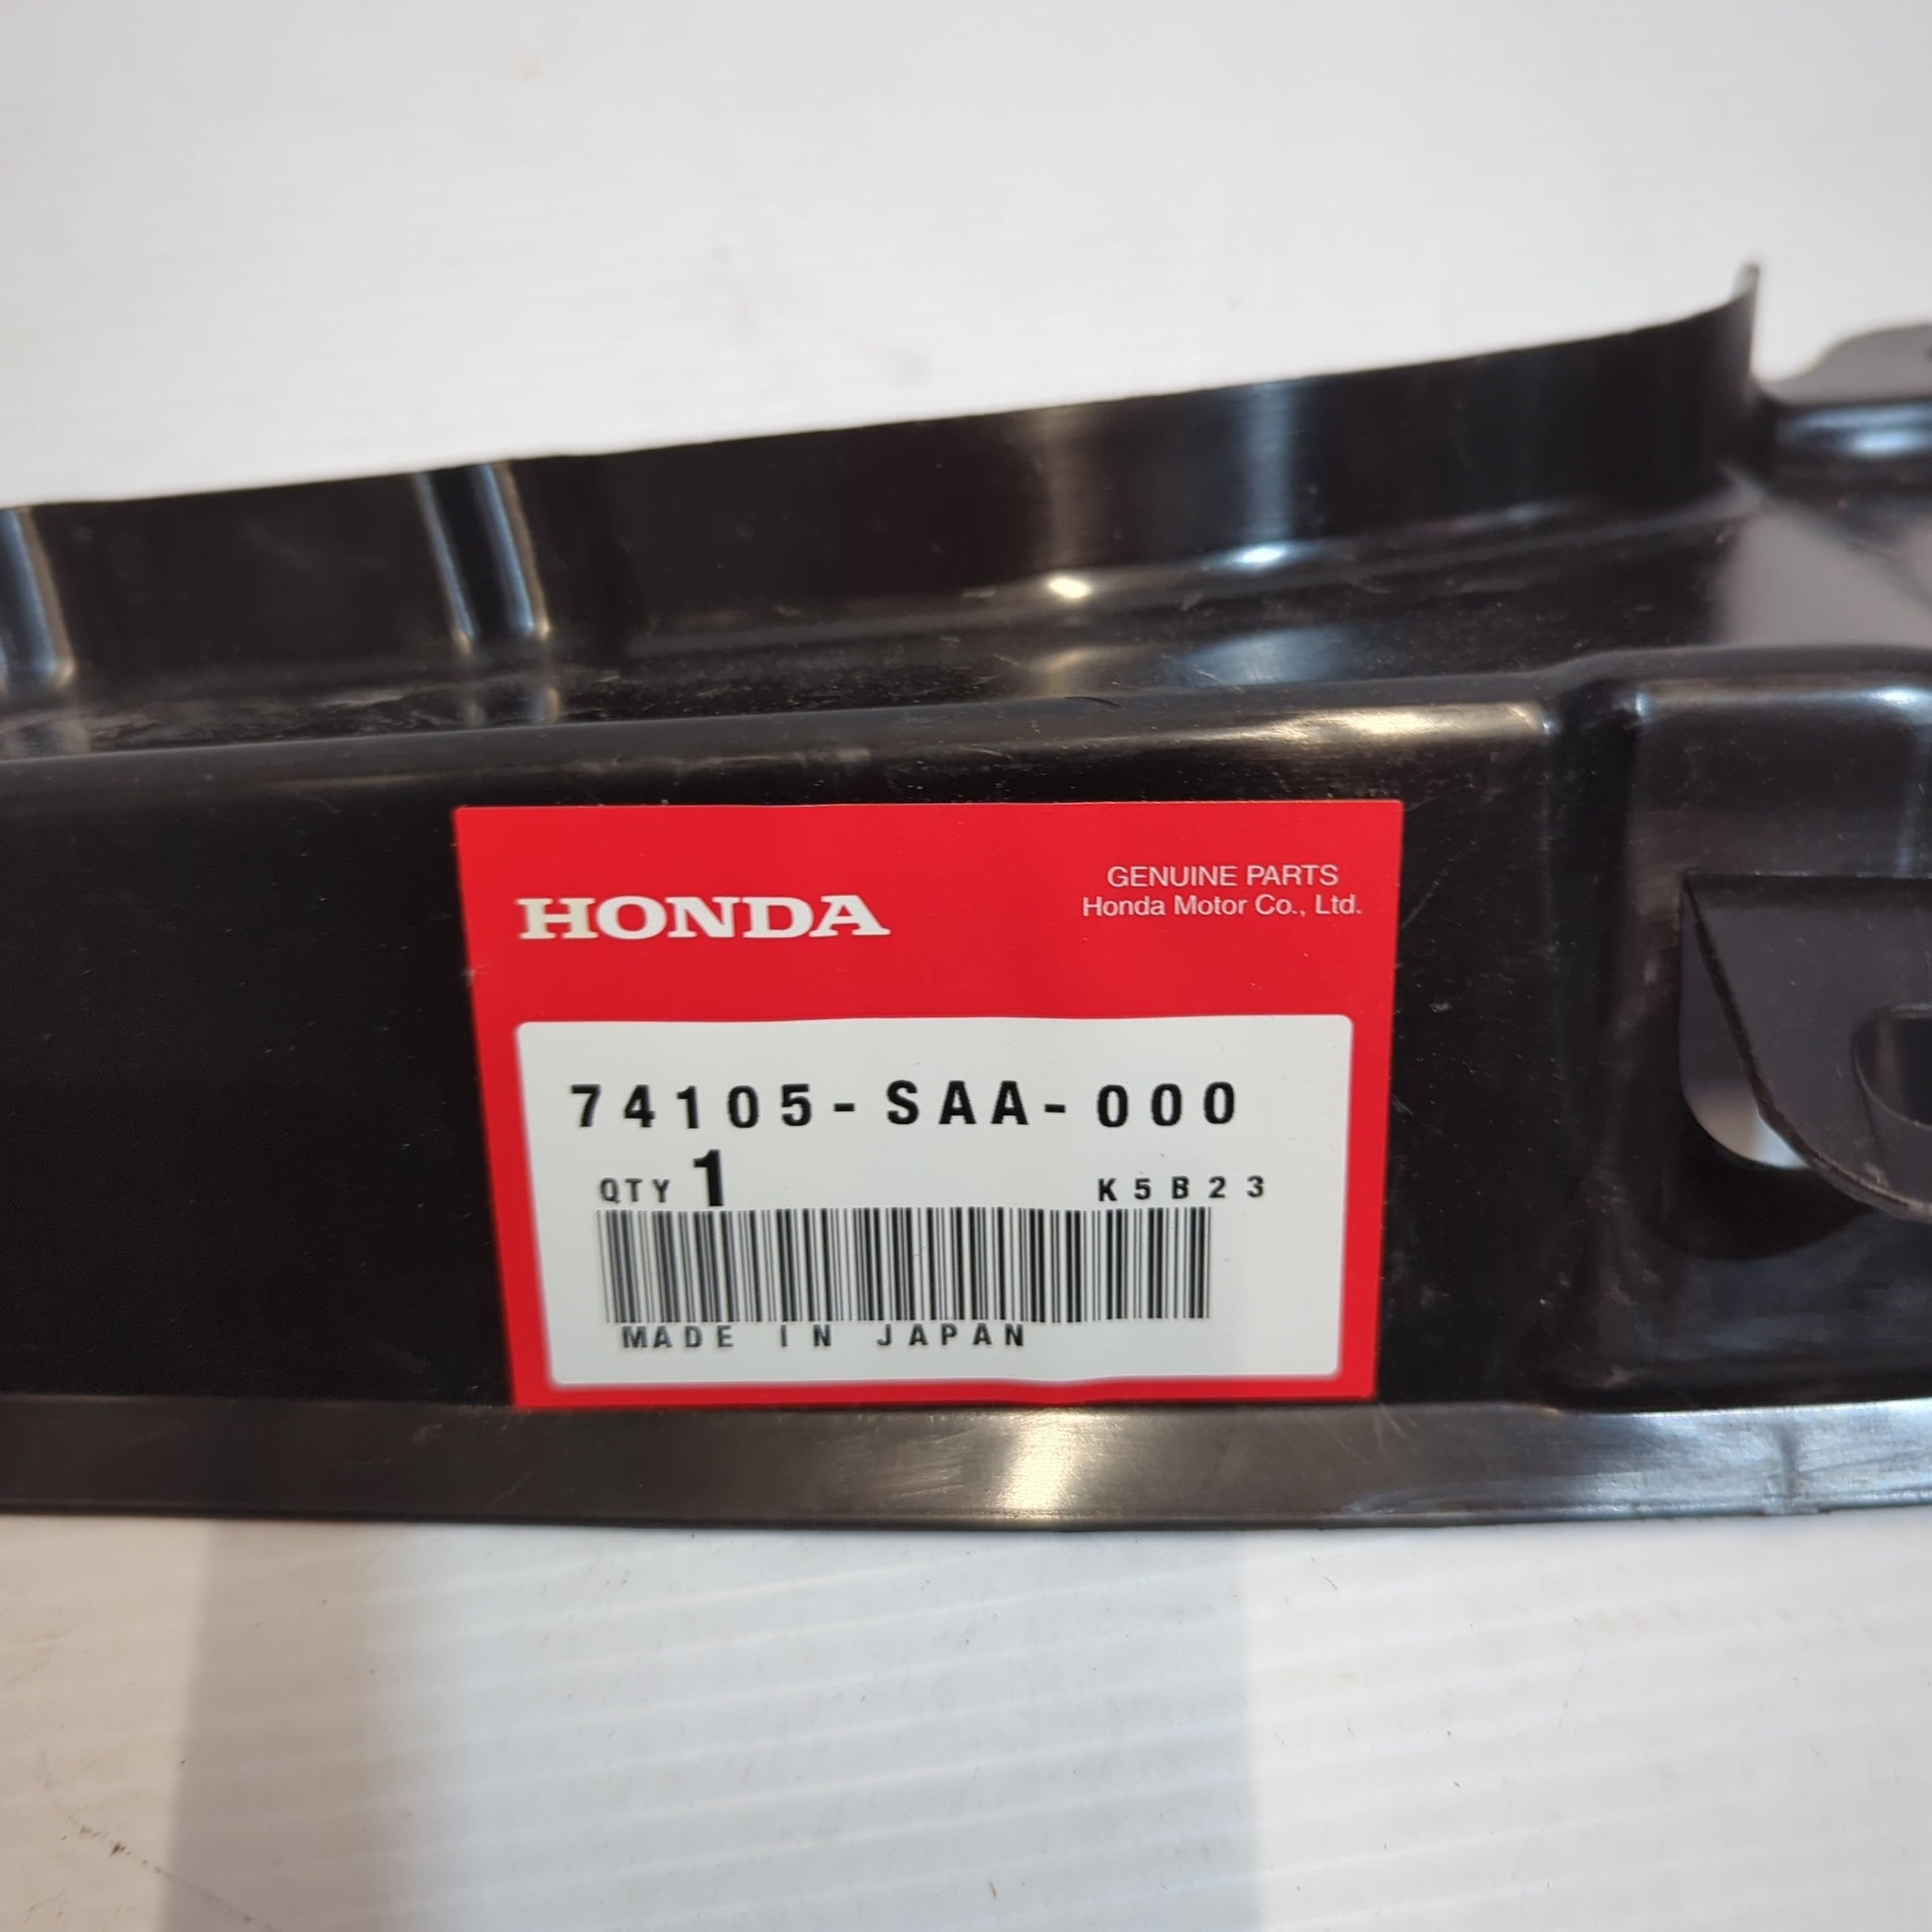 HONDA
GENUINE PARTS
Honda Motor Co., Ltd.
74105-SAA-000
QTY 1 K5B23
MADE IN JAPAN